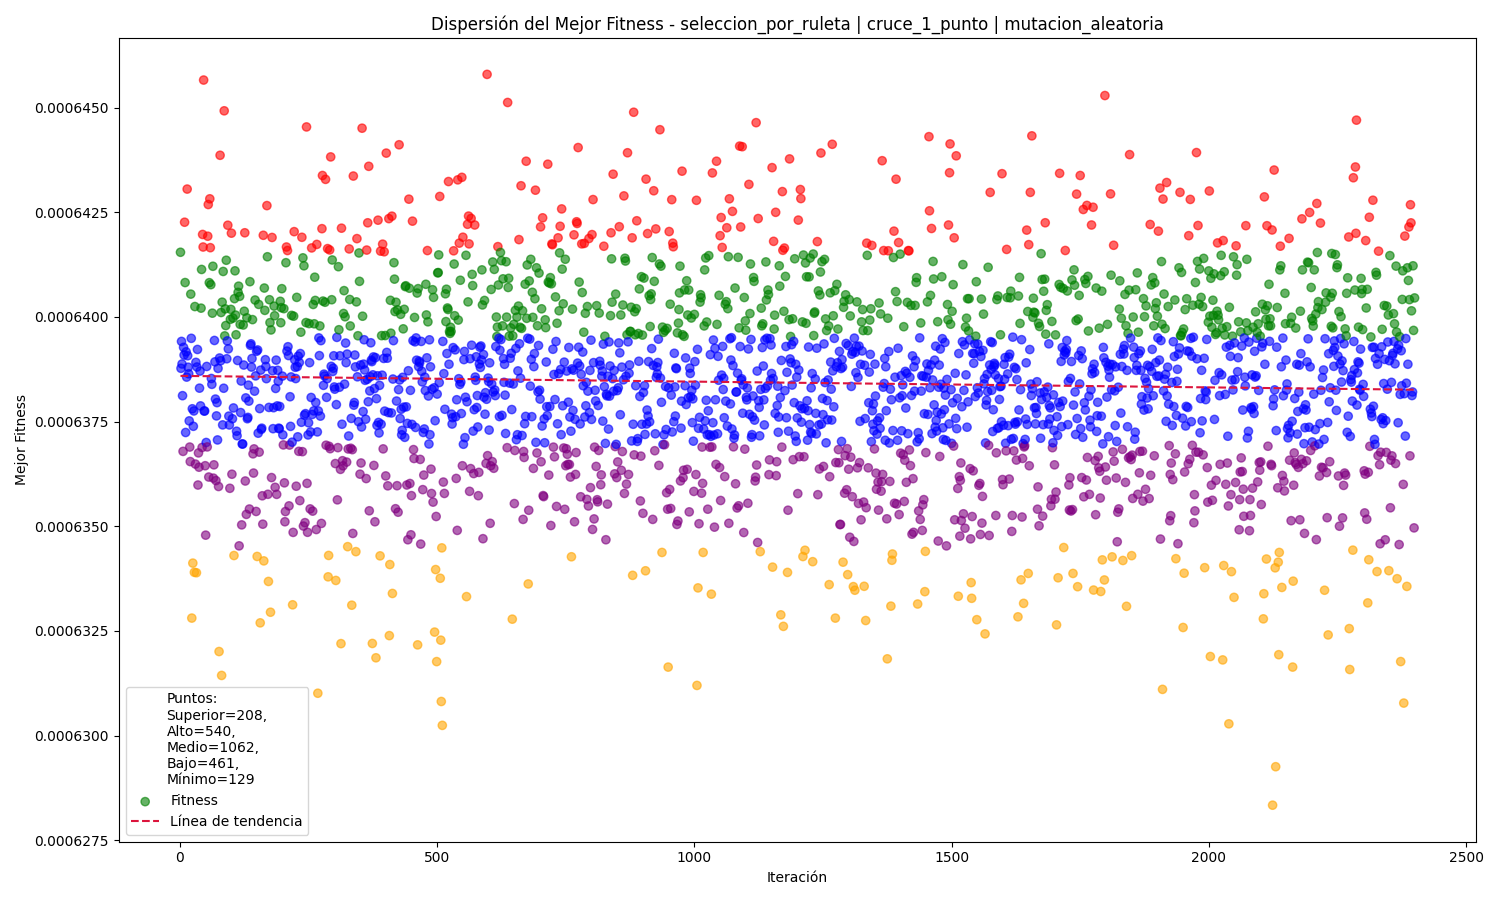 Dispersión del Mejor Fitness - seleccion_por_ruleta | cruce_1_punto | mutacion_aleatoria
Mejor Fitness
0.0006450
0.0006425
0.0006400
0.0006375
0.0006350
0.0006325
0.0006300
0.0006275
Puntos:
Superior=208,
Alto=540,
Medio=1062,
Bajo=461,
Mínimo=129
Fitness
Línea de tendencia
0
500
1000
1500
2000
2500
Iteración